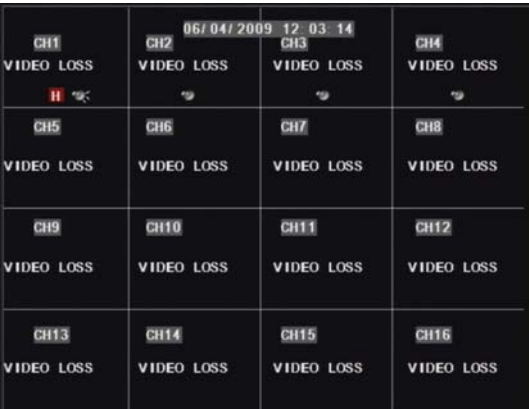 06/04/2009 12:03:14
CH1 CH2 CH3 CH4
VIDEO LOSS VIDEO LOSS VIDEO LOSS VIDEO LOSS
H
CH5 CH6 CH7 CH8
VIDEO LOSS VIDEO LOSS VIDEO LOSS VIDEO LOSS
CH9 CH10 CH11 CH12
VIDEO LOSS VIDEO LOSS VIDEO LOSS VIDEO LOSS
CH13 CH14 CH15 CH16
VIDEO LOSS VIDEO LOSS VIDEO LOSS VIDEO LOSS